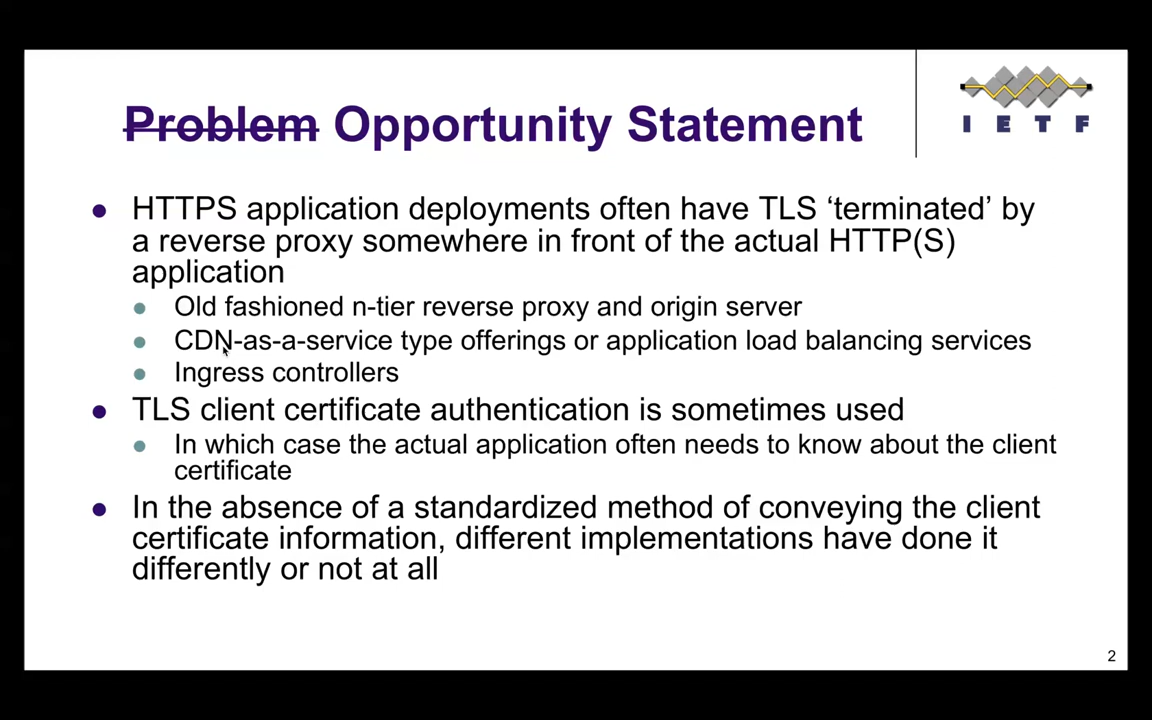 Problem Opportunity Statement
IETF
HTTPS application deployments often have TLS ‘terminated’ by
a reverse proxy somewhere in front of the actual HTTP(S)
application
Old fashioned n-tier reverse proxy and origin server
CDN-as-a-service type offerings or application load balancing services
Ingress controllers
TLS client certificate authentication is sometimes used
In which case the actual application often needs to know about the client
certificate
In the absence of a standardized method of conveying the client
certificate information, different implementations have done it
differently or not at all
2